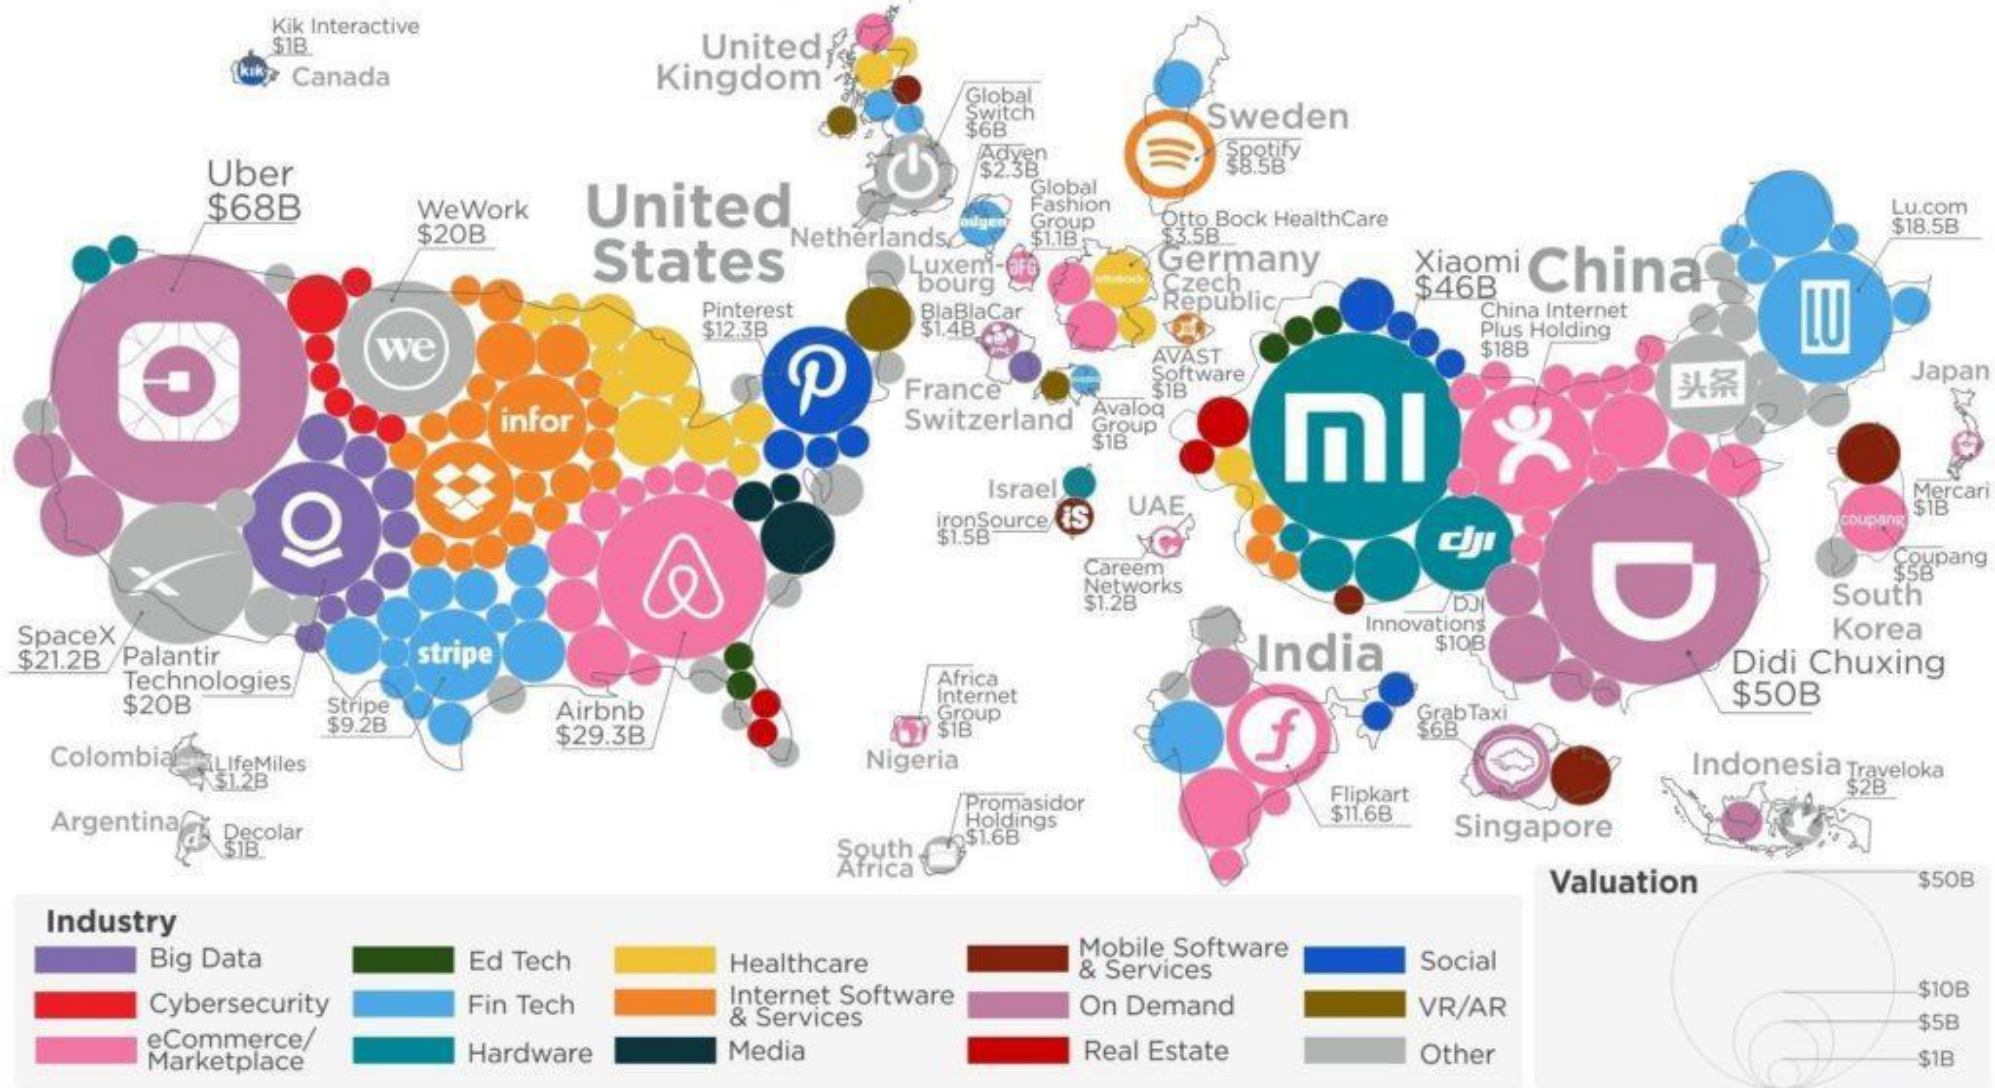 Kik Interactive
$1B
kik
Canada
United
Kingdom
Global
Switch
$6B
Adyen
$2.3B
adyen
Netherlands
Sweden
Spotify
$8.5B
Global
Fashion
Group
$1.1B
GFG
Luxem-
bourg
Otto Bock HealthCare
$3.5B
ottobock
Germany
Czech
Republic
AVAST
Software
$1B
BlaBlaCar
$1.4B
France
Switzerland
Avaloq
Group
$1B
Uber
$68B
WeWork
$20B
we
United
States
Pinterest
$12.3B
infor
SpaceX
$21.2B
Palantir
Technologies
$20B
stripe
Stripe
$9.2B
Airbnb
$29.3B
Israel
ironSource
$1.5B
iS
UAE
Careem
Networks
$1.2B
Xiaomi
$46B
MI
China
China Internet
Plus Holding
$18B
头条
Lu.com
$18.5B
LU
dji
DJI
Innovations
$10B
Didi Chuxing
$50B
Japan
Mercari
$1B
coupang
Coupang
$5B
South
Korea
India
f
Flipkart
$11.6B
GrabTaxi
$6B
Singapore
Indonesia
Traveloka
$2B
Colombia
LIfeMiles
$1.2B
Argentina
Decolar
$1B
Africa
Internet
Group
$1B
Nigeria
Promasidor
Holdings
$1.6B
South
Africa
Industry
Big Data
Ed Tech
Healthcare
Mobile Software
& Services
Social
Cybersecurity
Fin Tech
Internet Software
& Services
On Demand
VR/AR
eCommerce/
Marketplace
Hardware
Media
Real Estate
Other
Valuation
$50B
$10B
$5B
$1B